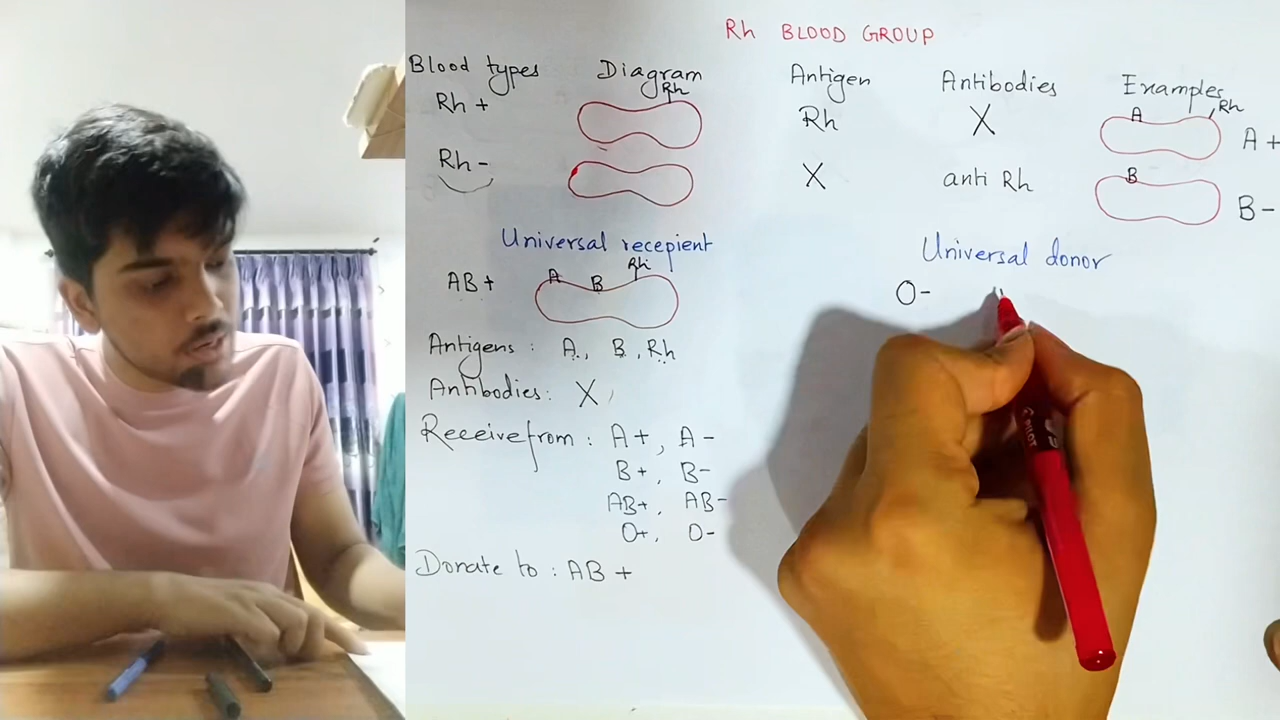 Rh BLOOD GROUP
Blood types Diagram Antigen Antibodies Examples
Rh + Rh Rh X A Rh A+
Rh - X anti Rh B B-
Universal recepient
AB+ A B Rh
Antigens : A, B, Rh
Antibodies: X
Receive from : A+, A-
B+, B-
AB+, AB-
O+, O-
Donate to : AB +
Universal donor
O-
PILOT